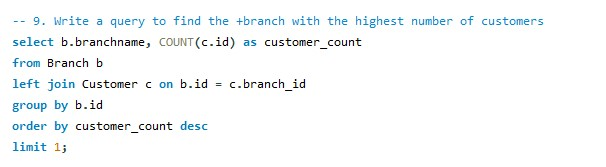 -- 9. Write a query to find the +branch with the highest number of customers
select b.branchname, COUNT(c.id) as customer_count
from Branch b
left join Customer c on b.id = c.branch_id
group by b.id
order by customer_count desc
limit 1;